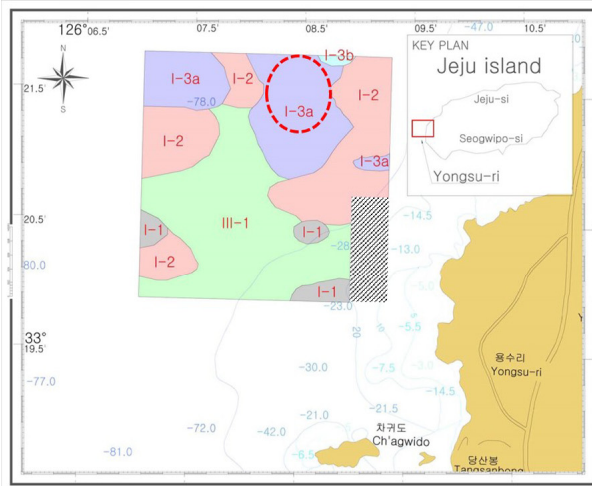 126° 06.5'
07.5'
08.5'
10.5'
-47.0
KEY PLAN
Jeju island
Jeju-si
Seogwipo-si
Yongsu-ri
N
S
21.5'
I-3a
I-2
I-3b
I-3a
I-2
-78.0
I-2
I-3a
20.5'
I-1
III-1
I-1
-28
-14.5
-13.0
I-2
-80.0
-5.0
I-1
-23.0
33°
19.5'
20
-5.5
-3.0
-30.0
-7.5
-77.0
-14.5
용수리
Yongsu-ri
-21.0
-21.5
-72.0
-42.0
차귀도
Ch'agwido
-81.0
-6.5
당산봉
Tangsanbong